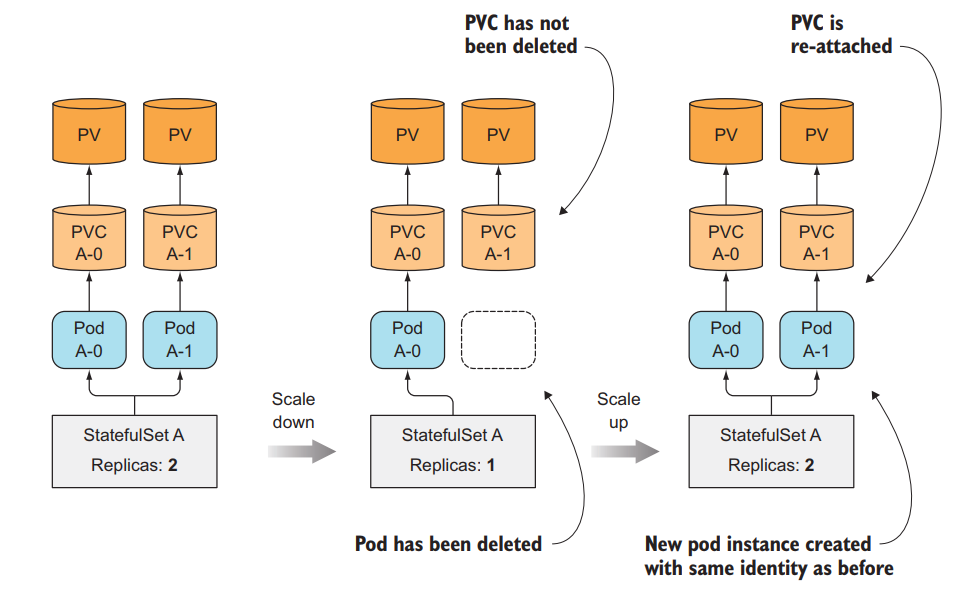 PVC has not
been deleted
PVC is
re-attached
PV
PV
PV
PV
PV
PV
PVC
A-0
PVC
A-1
PVC
A-0
PVC
A-1
PVC
A-0
PVC
A-1
Pod
A-0
Pod
A-1
Pod
A-0
Pod
A-0
Pod
A-1
Scale
down
Scale
up
StatefulSet A
Replicas: 2
StatefulSet A
Replicas: 1
StatefulSet A
Replicas: 2
Pod has been deleted
New pod instance created
with same identity as before